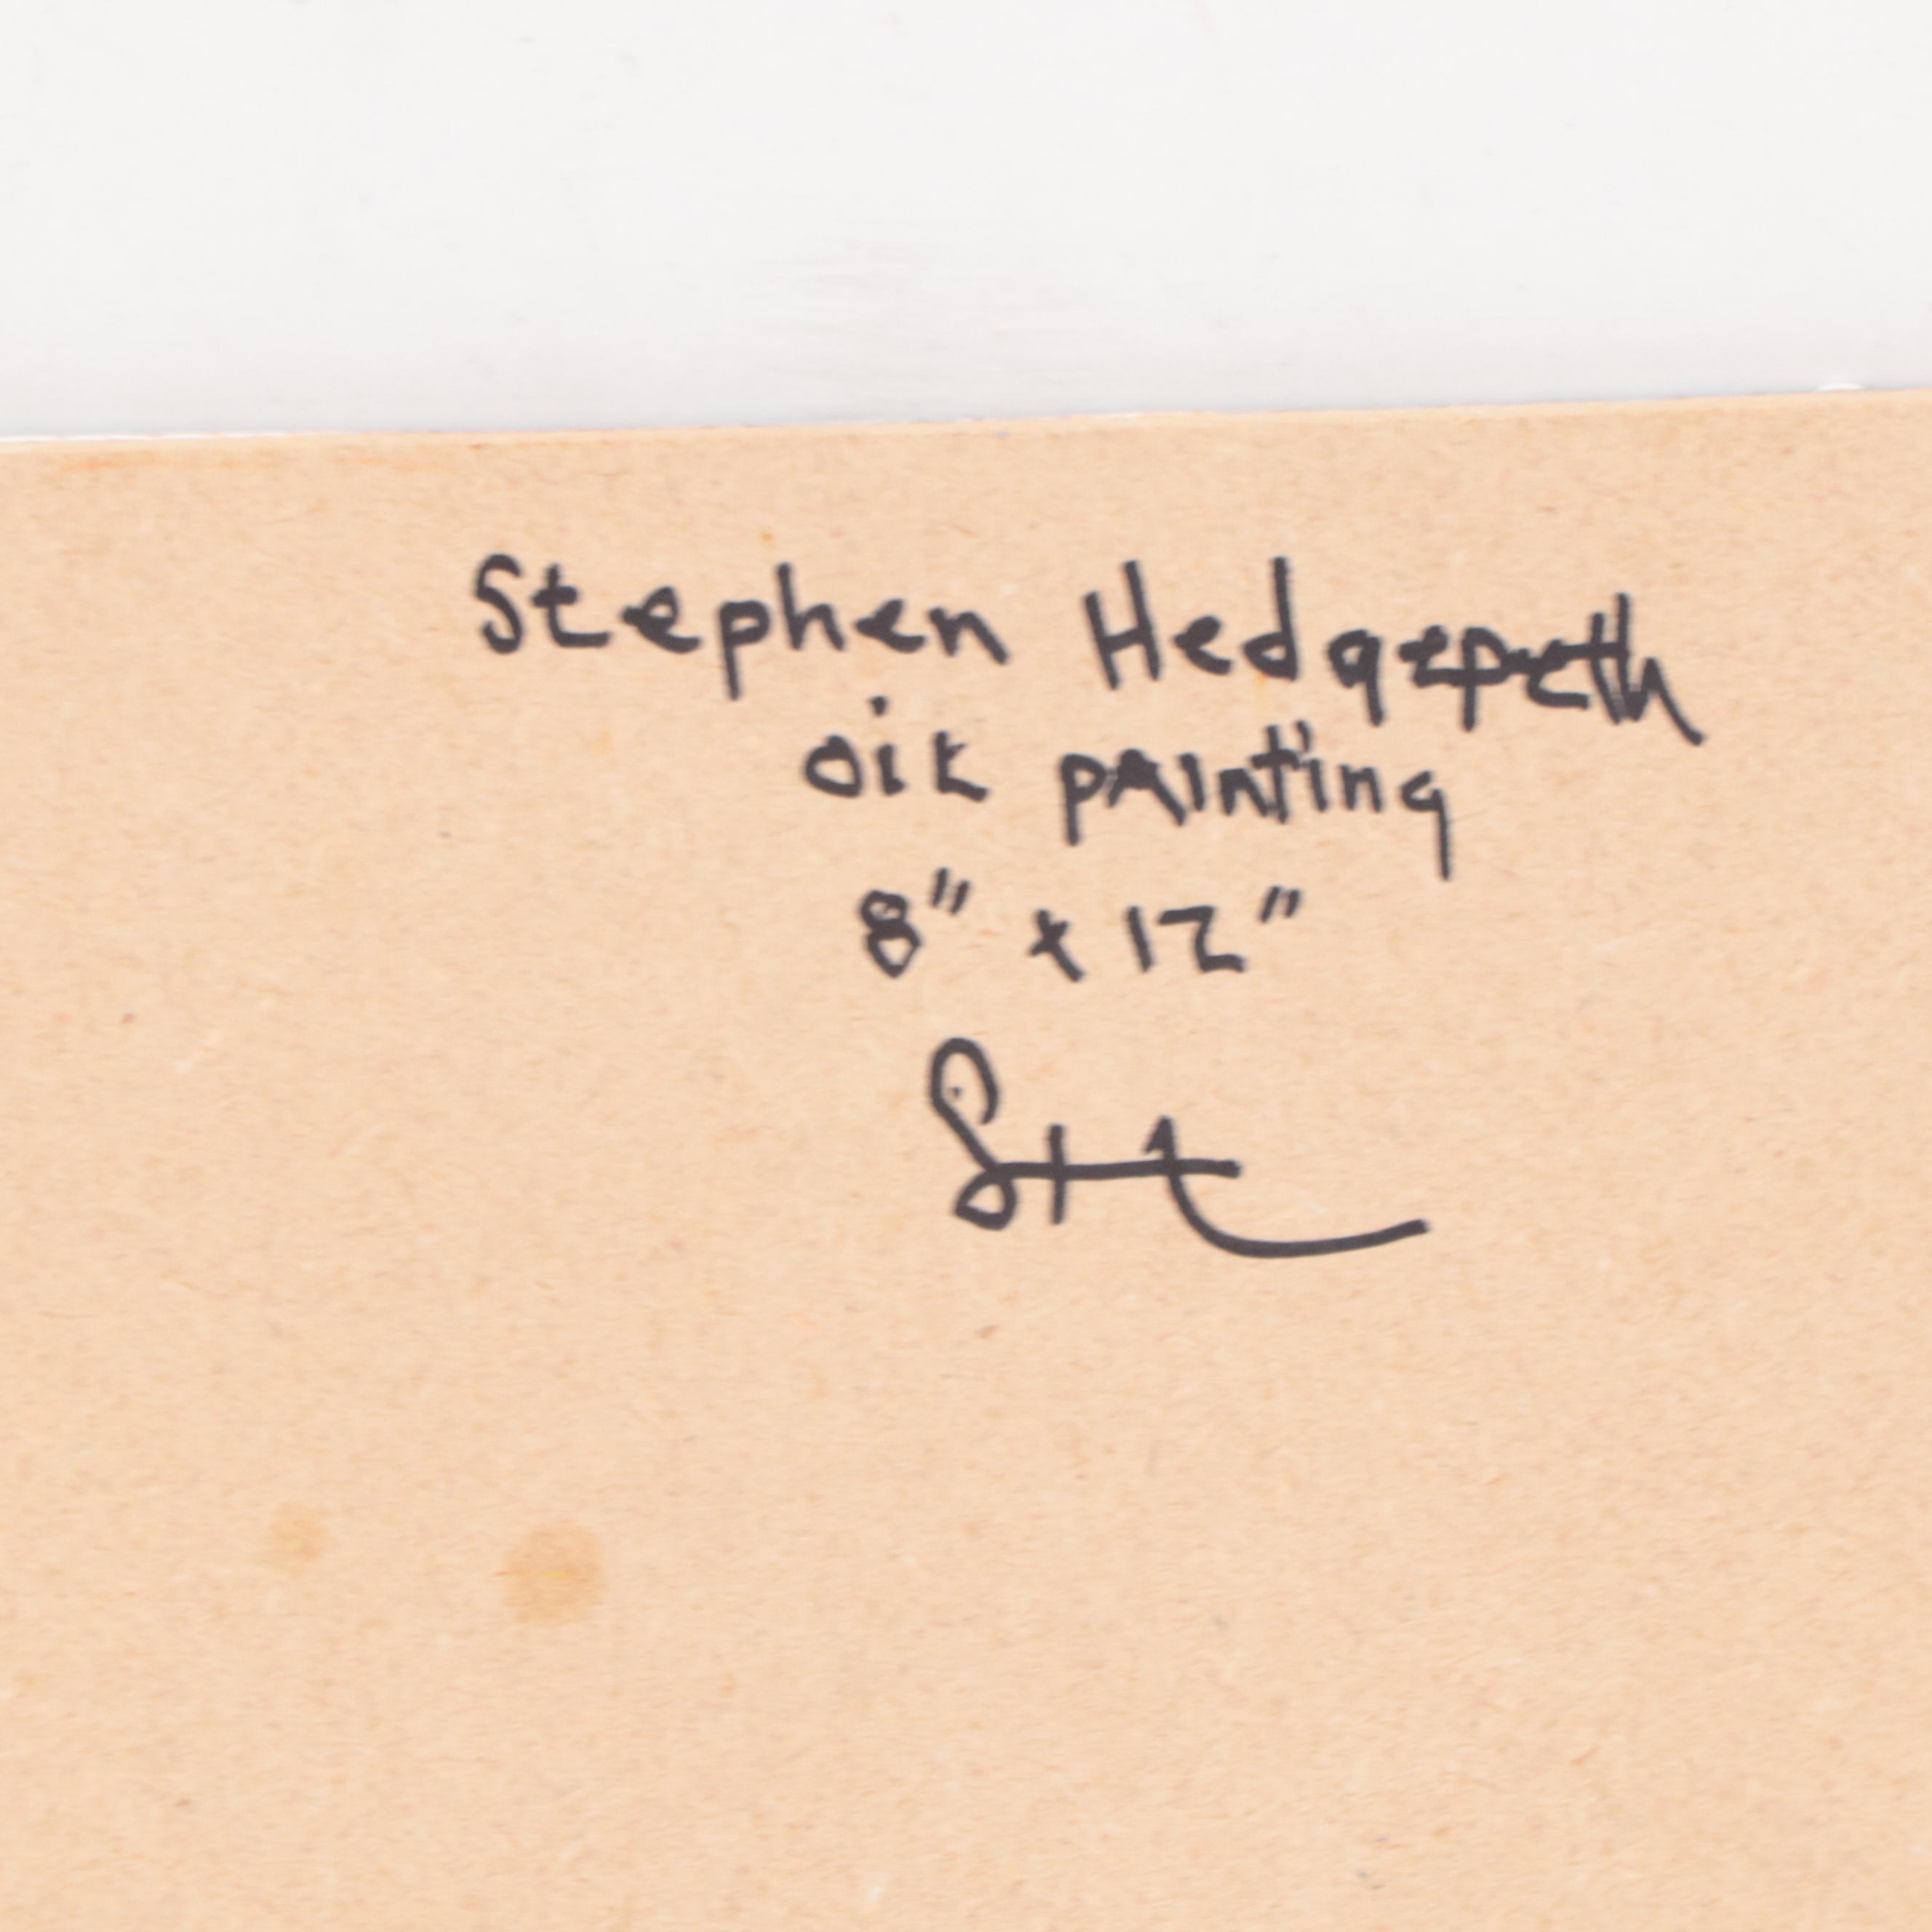 Stephen Hedgepeth
oil painting
8" x 12"